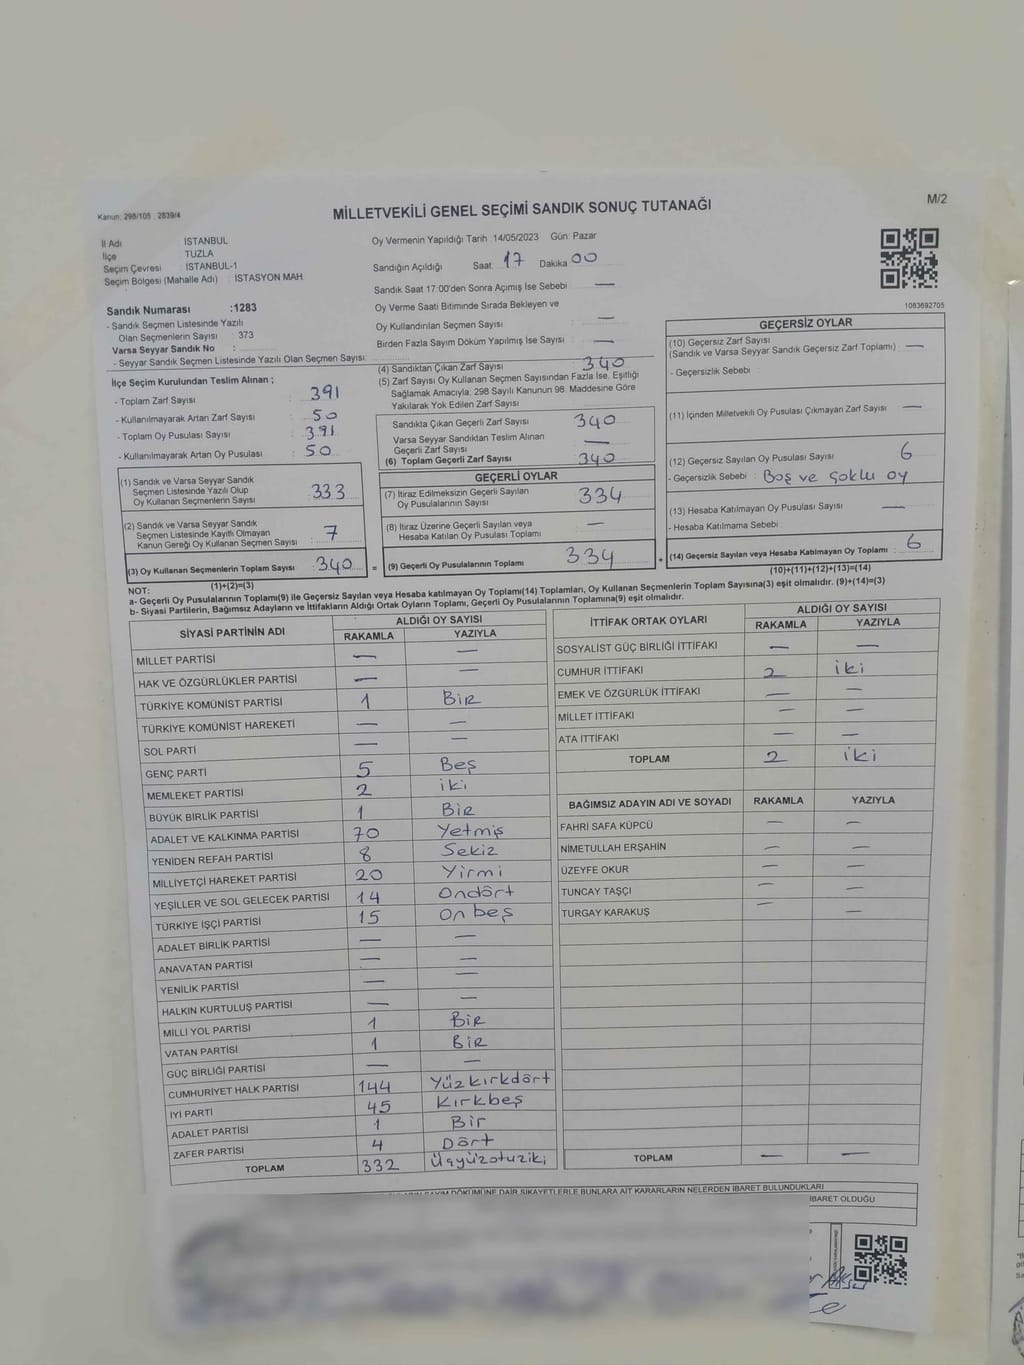 Kanun: 298/105 , 2839/4
MİLLETVEKİLİ GENEL SEÇİMİ SANDIK SONUÇ TUTANAĞI
M/2
İl Adı İSTANBUL
İlçe TUZLA
Seçim Çevresi İSTANBUL-1
Seçim Bölgesi (Mahalle Adı) : İSTASYON MAH.
Oy Vermenin Yapıldığı Tarih :14/05/2023 Gün: Pazar
Sandığın Açıldığı Saat: 17 Dakika 00
Sandık Saat 17:00'den Sonra Açımış İse Sebebi —
Oy Verme Saati Bitiminde Sırada Bekleyen ve
Oy Kullandırılan Seçmen Sayısı : —
Birden Fazla Sayım Döküm Yapılmış İse Sayısı : —
1083692705
Sandık Numarası :1283
- Sandık Seçmen Listesinde Yazılı
Olan Seçmenlerin Sayısı : 373
Varsa Seyyar Sandık No :
- Seyyar Sandık Seçmen Listesinde Yazılı Olan Seçmen Sayısı:
İlçe Seçim Kurulundan Teslim Alınan ;
- Toplam Zarf Sayısı : 391
- Kullanılmayarak Artan Zarf Sayısı : 50
- Toplam Oy Pusulası Sayısı : 391
- Kullanılmayarak Artan Oy Pusulası : 50
(1) Sandık ve Varsa Seyyar Sandık
Seçmen Listesinde Yazılı Olup
Oy Kullanan Seçmenlerin Sayısı : 333
(2) Sandık ve Varsa Seyyar Sandık
Seçmen Listesinde Kayıtlı Olmayan
Kanun Gereği Oy Kullanan Seçmen Sayısı : 7
(3) Oy Kullanan Seçmenlerin Toplam Sayısı : 340 =
(1)+(2)=(3)
(4) Sandıktan Çıkan Zarf Sayısı : 340
(5) Zarf Sayısı Oy Kullanan Seçmen Sayısından Fazla İse, Eşitliği
Sağlamak Amacıyla; 298 Sayılı Kanunun 98. Maddesine Göre
Yakılarak Yok Edilen Zarf Sayısı :
Sandıkta Çıkan Geçerli Zarf Sayısı : 340
Varsa Seyyar Sandıktan Teslim Alınan
Geçerli Zarf Sayısı : —
(6) Toplam Geçerli Zarf Sayısı : 340
GEÇERLİ OYLAR
(7) İtiraz Edilmeksizin Geçerli Sayılan
Oy Pusulalarının Sayısı : 334
(8) İtiraz Üzerine Geçerli Sayılan veya
Hesaba Katılan Oy Pusulası Toplamı : —
(9) Geçerli Oy Pusulalarının Toplamı : 334 +
GEÇERSİZ OYLAR
(10) Geçersiz Zarf Sayısı
(Sandık ve Varsa Seyyar Sandık Geçersiz Zarf Toplamı) : —
- Geçersizlik Sebebi :
(11) İçinden Milletvekili Oy Pusulası Çıkmayan Zarf Sayısı : —
(12) Geçersiz Sayılan Oy Pusulası Sayısı : 6
- Geçersizlik Sebebi : Boş ve Çoklu oy
(13) Hesaba Katılmayan Oy Pusulası Sayısı : —
- Hesaba Katılmama Sebebi :
(14) Geçersiz Sayılan veya Hesaba Katılmayan Oy Toplamı : 6
(10)+(11)+(12)+(13)=(14)
NOT:
a- Geçerli Oy Pusulalarının Toplamı(9) ile Geçersiz Sayılan veya Hesaba katılmayan Oy Toplamı(14) Toplamları, Oy Kullanan Seçmenlerin Toplam Sayısına(3) eşit olmalıdır. (9)+(14)=(3)
b- Siyasi Partilerin, Bağımsız Adayların ve İttifakların Aldığı Ortak Oyların Toplamı, Geçerli Oy Pusulalarının Toplamına(9) eşit olmalıdır.
SİYASİ PARTİNİN ADI ALDIĞI OY SAYISI
RAKAMLA YAZIYLA
MİLLET PARTİSİ — —
HAK VE ÖZGÜRLÜKLER PARTİSİ — —
TÜRKİYE KOMÜNİST PARTİSİ 1 BİR
TÜRKİYE KOMÜNİST HAREKETİ — —
SOL PARTİ — —
GENÇ PARTİ 5 Beş
MEMLEKET PARTİSİ 2 iki
BÜYÜK BİRLİK PARTİSİ 1 BİR
ADALET VE KALKINMA PARTİSİ 70 Yetmiş
YENİDEN REFAH PARTİSİ 8 Sekiz
MİLLİYETÇİ HAREKET PARTİSİ 20 Yirmi
YEŞİLLER VE SOL GELECEK PARTİSİ 14 Ondört
TÜRKİYE İŞÇİ PARTİSİ 15 On beş
ADALET BİRLİK PARTİSİ — —
ANAVATAN PARTİSİ — —
YENİLİK PARTİSİ — —
HALKIN KURTULUŞ PARTİSİ — —
MİLLİ YOL PARTİSİ 1 BİR
VATAN PARTİSİ 1 BİR
GÜÇ BİRLİĞİ PARTİSİ — —
CUMHURİYET HALK PARTİSİ 144 Yüzkırkdört
İYİ PARTİ 45 Kırkbeş
ADALET PARTİSİ 1 Bir
ZAFER PARTİSİ 4 Dört
TOPLAM 332 Üçyüzotuziki
İTTİFAK ORTAK OYLARI ALDIĞI OY SAYISI
RAKAMLA YAZIYLA
SOSYALİST GÜÇ BİRLİĞİ İTTİFAKI — —
CUMHUR İTTİFAKI 2 iki
EMEK VE ÖZGÜRLÜK İTTİFAKI — —
MİLLET İTTİFAKI — —
ATA İTTİFAKI — —
TOPLAM 2 iki
BAĞIMSIZ ADAYIN ADI VE SOYADI RAKAMLA YAZIYLA
FAHRİ SAFA KÜPCÜ — —
NİMETULLAH ERŞAHİN — —
ÜZEYFE OKUR — —
TUNCAY TAŞÇI — —
TURGAY KARAKUŞ — —
TOPLAM — —
SAYIM DÖKÜMÜNE DAİR ŞİKAYETLERLE BUNLARA AİT KARARLARIN NELERDEN İBARET BULUNDUKLARI
İBARET OLDUĞU